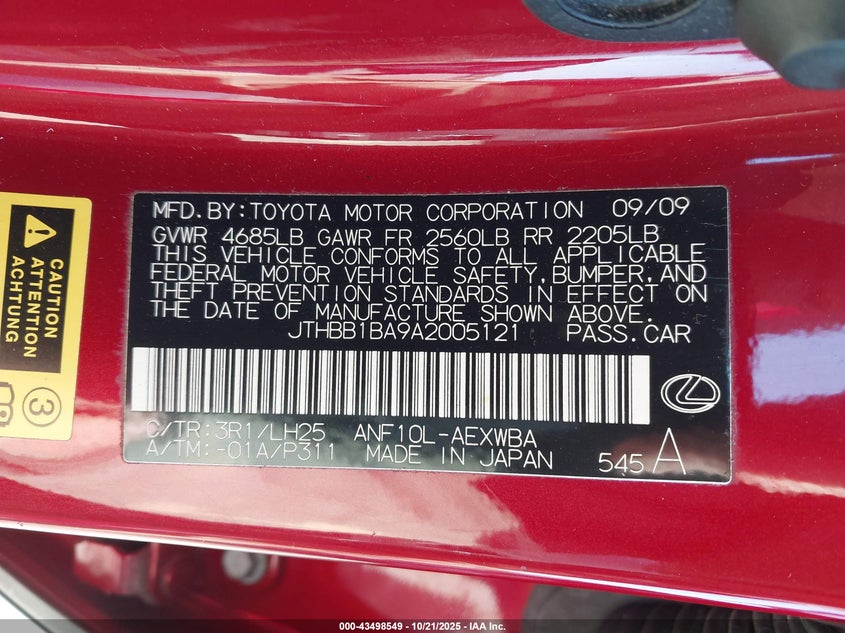 MFD. BY: TOYOTA MOTOR CORPORATION 09/09
GVWR 4685LB GAWR FR 2560LB RR 2205LB
THIS VEHICLE CONFORMS TO ALL APPLICABLE
FEDERAL MOTOR VEHICLE SAFETY, BUMPER, AND
THEFT PREVENTION STANDARDS IN EFFECT ON
THE DATE OF MANUFACTURE SHOWN ABOVE.
JTHBB1BA9A2005121 PASS.CAR
C/TR:3R1/LH25 ANF10L-AEXWBA
A/TM:-01A/P311 MADE IN JAPAN 545 A
CAUTION
ATTENTION
ACHTUNG
3
000-43498549 | 10/21/2025 | IAA Inc.